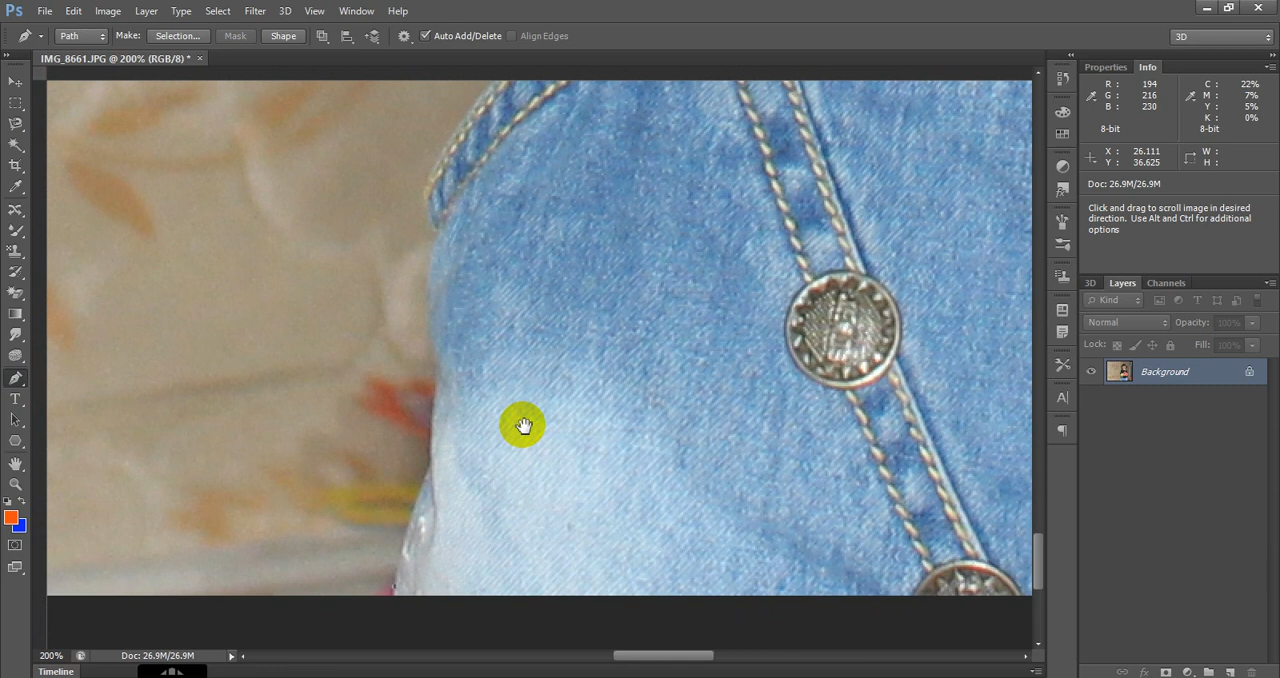 Ps File Edit Image Layer Type Select Filter 3D View Window Help
Path Make: Selection... Mask Shape Auto Add/Delete Align Edges 3D
IMG_8661.JPG @ 200% (RGB/8) * ×
Properties Info
R: 194 C: 22%
G: 216 M: 7%
B: 230 Y: 5%
K: 0%
8-bit 8-bit
X: 26.111 W:
Y: 36.625 H:
Doc: 26.9M/26.9M
Click and drag to scroll image in desired
direction. Use Alt and Ctrl for additional
options
3D Layers Channels
Kind
Normal Opacity: 100%
Lock: Fill: 100%
Background
200% Doc: 26.9M/26.9M
Timeline